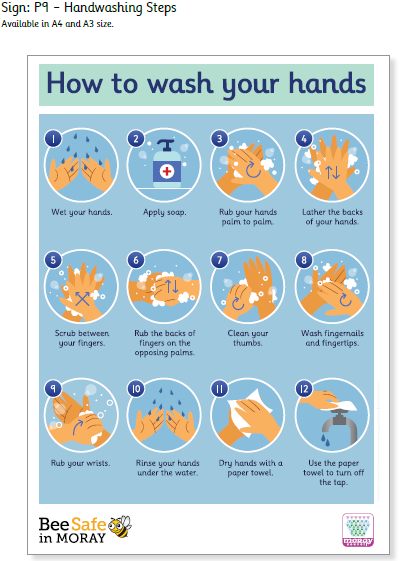 Sign: P9 – Handwashing Steps
Available in A4 and A3 size.
How to wash your hands
1
Wet your hands.
2
Apply soap.
3
Rub your hands
palm to palm.
4
Lather the backs
of your hands.
5
Scrub between
your fingers.
6
Rub the backs of
fingers on the
opposing palms.
7
Clean your
thumbs.
8
Wash fingernails
and fingertips.
9
Rub your wrists.
10
Rinse your hands
under the water.
11
Dry hands with a
paper towel.
12
Use the paper
towel to turn off
the tap.
Bee Safe
in MORAY
moray